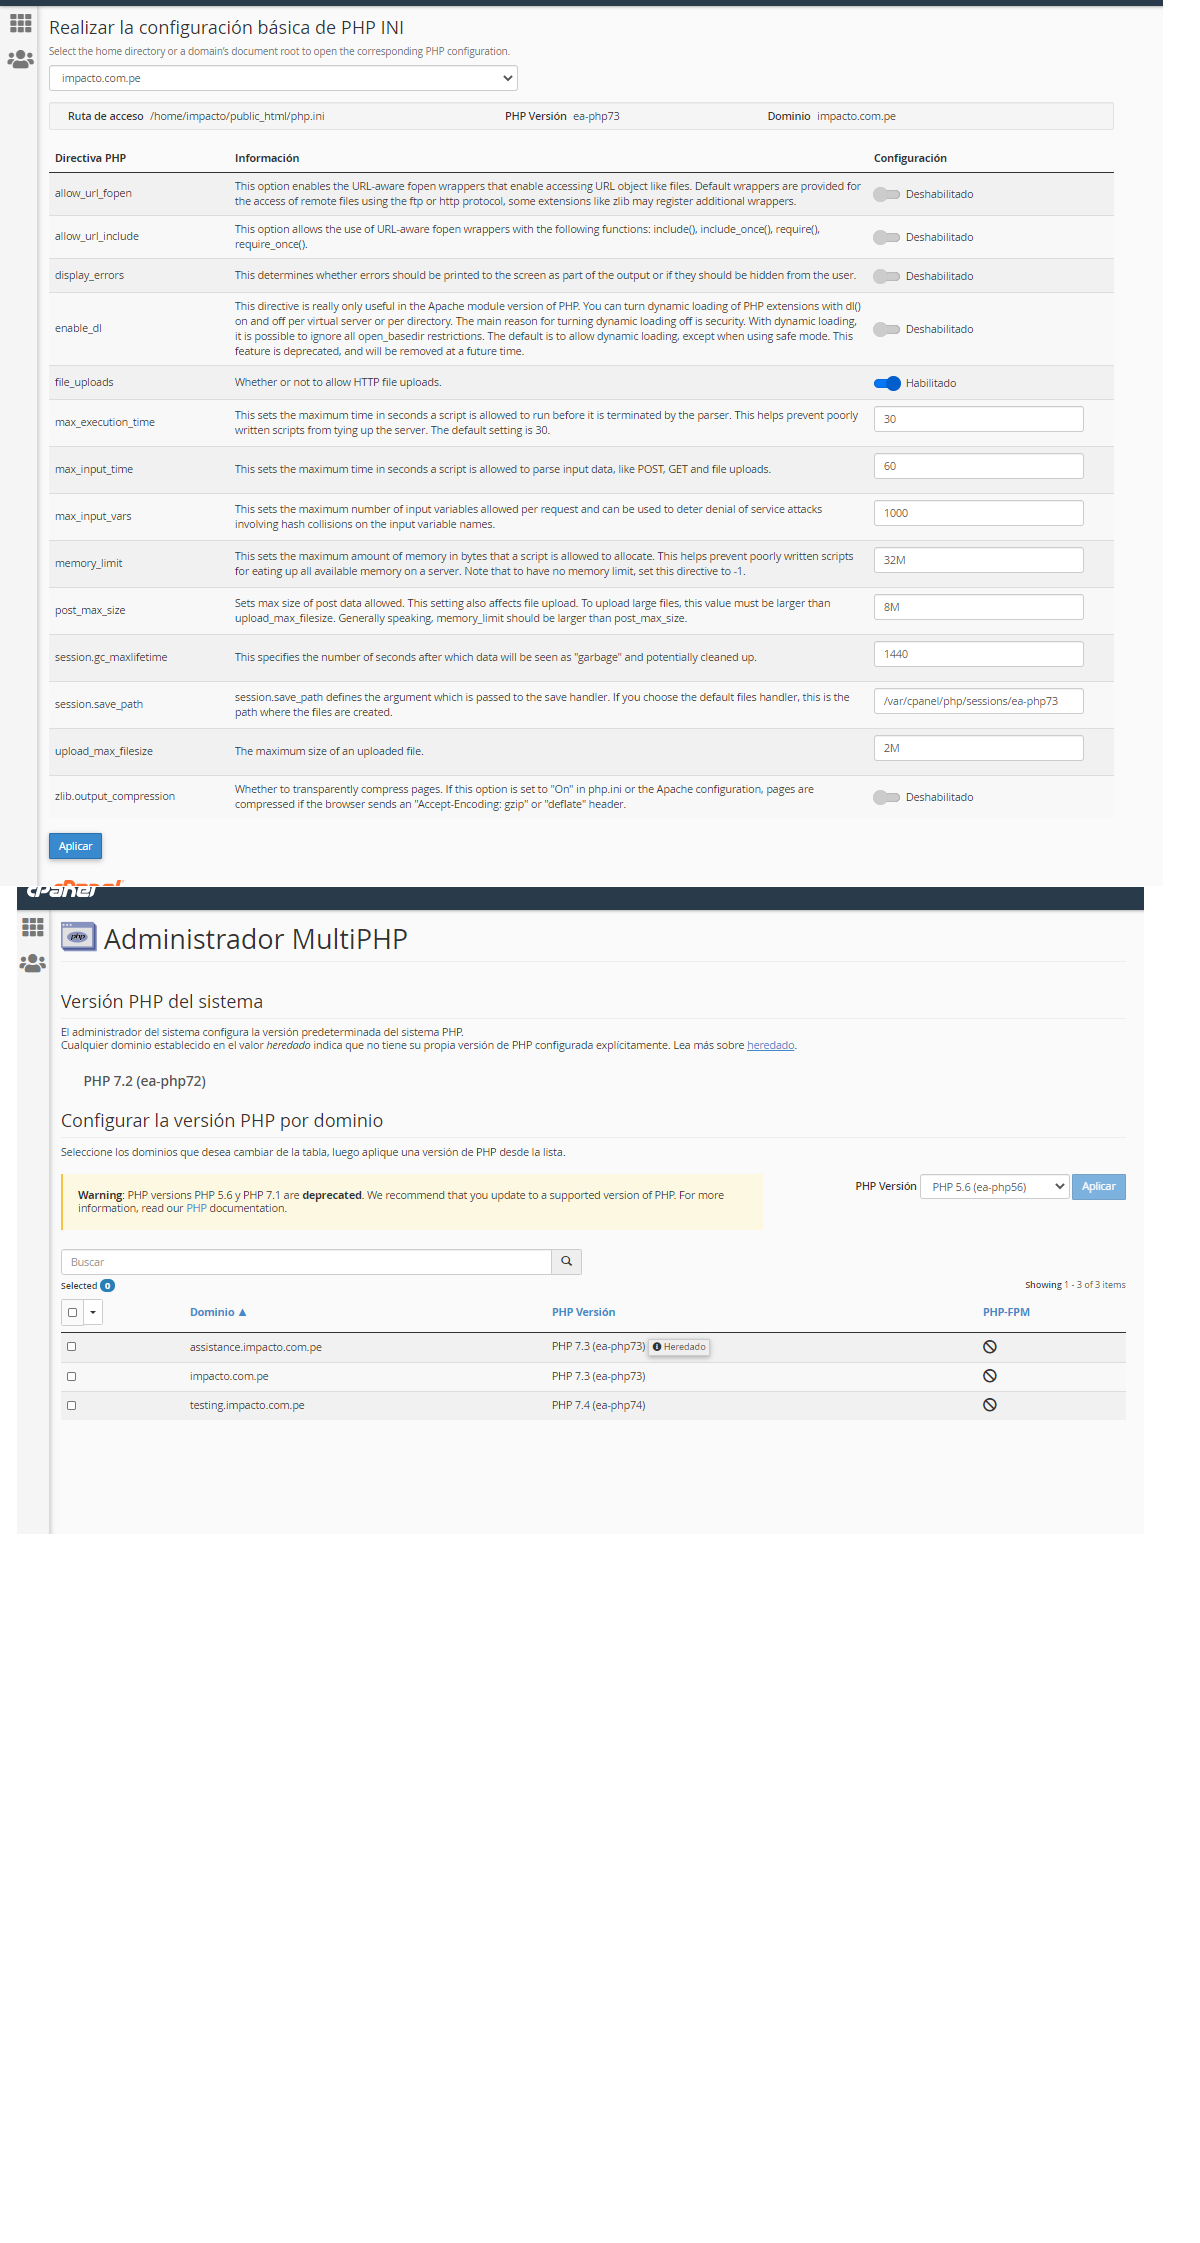 Realizar la configuración básica de PHP INI
Select the home directory or a domain's document root to open the corresponding PHP configuration.
impacto.com.pe
Ruta de acceso /home/impacto/public_html/php.ini PHP Versión ea-php73 Dominio impacto.com.pe
Directiva PHP Información Configuración
allow_url_fopen This option enables the URL-aware fopen wrappers that enable accessing URL object like files. Default wrappers are provided for
the access of remote files using the ftp or http protocol, some extensions like zlib may register additional wrappers. Deshabilitado
allow_url_include This option allows the use of URL-aware fopen wrappers with the following functions: include(), include_once(), require(),
require_once(). Deshabilitado
display_errors This determines whether errors should be printed to the screen as part of the output or if they should be hidden from the user. Deshabilitado
This directive is really only useful in the Apache module version of PHP. You can turn dynamic loading of PHP extensions with dl()
enable_dl on and off per virtual server or per directory. The main reason for turning dynamic loading off is security. With dynamic loading, Deshabilitado
it is possible to ignore all open_basedir restrictions. The default is to allow dynamic loading, except when using safe mode. This
feature is deprecated, and will be removed at a future time.
file_uploads Whether or not to allow HTTP file uploads. Habilitado
max_execution_time This sets the maximum time in seconds a script is allowed to run before it is terminated by the parser. This helps prevent poorly 30
written scripts from tying up the server. The default setting is 30.
max_input_time This sets the maximum time in seconds a script is allowed to parse input data, like POST, GET and file uploads. 60
max_input_vars This sets the maximum number of input variables allowed per request and can be used to deter denial of service attacks 1000
involving hash collisions on the input variable names.
memory_limit This sets the maximum amount of memory in bytes that a script is allowed to allocate. This helps prevent poorly written scripts 32M
for eating up all available memory on a server. Note that to have no memory limit, set this directive to -1.
post_max_size Sets max size of post data allowed. This setting also affects file upload. To upload large files, this value must be larger than 8M
upload_max_filesize. Generally speaking, memory_limit should be larger than post_max_size.
session.gc_maxlifetime This specifies the number of seconds after which data will be seen as "garbage" and potentially cleaned up. 1440
session.save_path session.save_path defines the argument which is passed to the save handler. If you choose the default files handler, this is the /var/cpanel/php/sessions/ea-php73
path where the files are created.
upload_max_filesize The maximum size of an uploaded file. 2M
zlib.output_compression Whether to transparently compress pages. If this option is set to "On" in php.ini or the Apache configuration, pages are Deshabilitado
compressed if the browser sends an "Accept-Encoding: gzip" or "deflate" header.
Aplicar
cPanel
Administrador MultiPHP
Versión PHP del sistema
El administrador del sistema configura la versión predeterminada del sistema PHP.
Cualquier dominio establecido en el valor heredado indica que no tiene su propia versión de PHP configurada explícitamente. Lea más sobre heredado.
PHP 7.2 (ea-php72)
Configurar la versión PHP por dominio
Seleccione los dominios que desea cambiar de la tabla, luego aplique una versión de PHP desde la lista.
Warning: PHP versions PHP 5.6 y PHP 7.1 are deprecated. We recommend that you update to a supported version of PHP. For more
information, read our PHP documentation.
PHP Versión PHP 5.6 (ea-php56) Aplicar
Buscar
Selected 0 Showing 1 - 3 of 3 items
Dominio ▲ PHP Versión PHP-FPM
assistance.impacto.com.pe PHP 7.3 (ea-php73) Heredado
impacto.com.pe PHP 7.3 (ea-php73)
testing.impacto.com.pe PHP 7.4 (ea-php74)